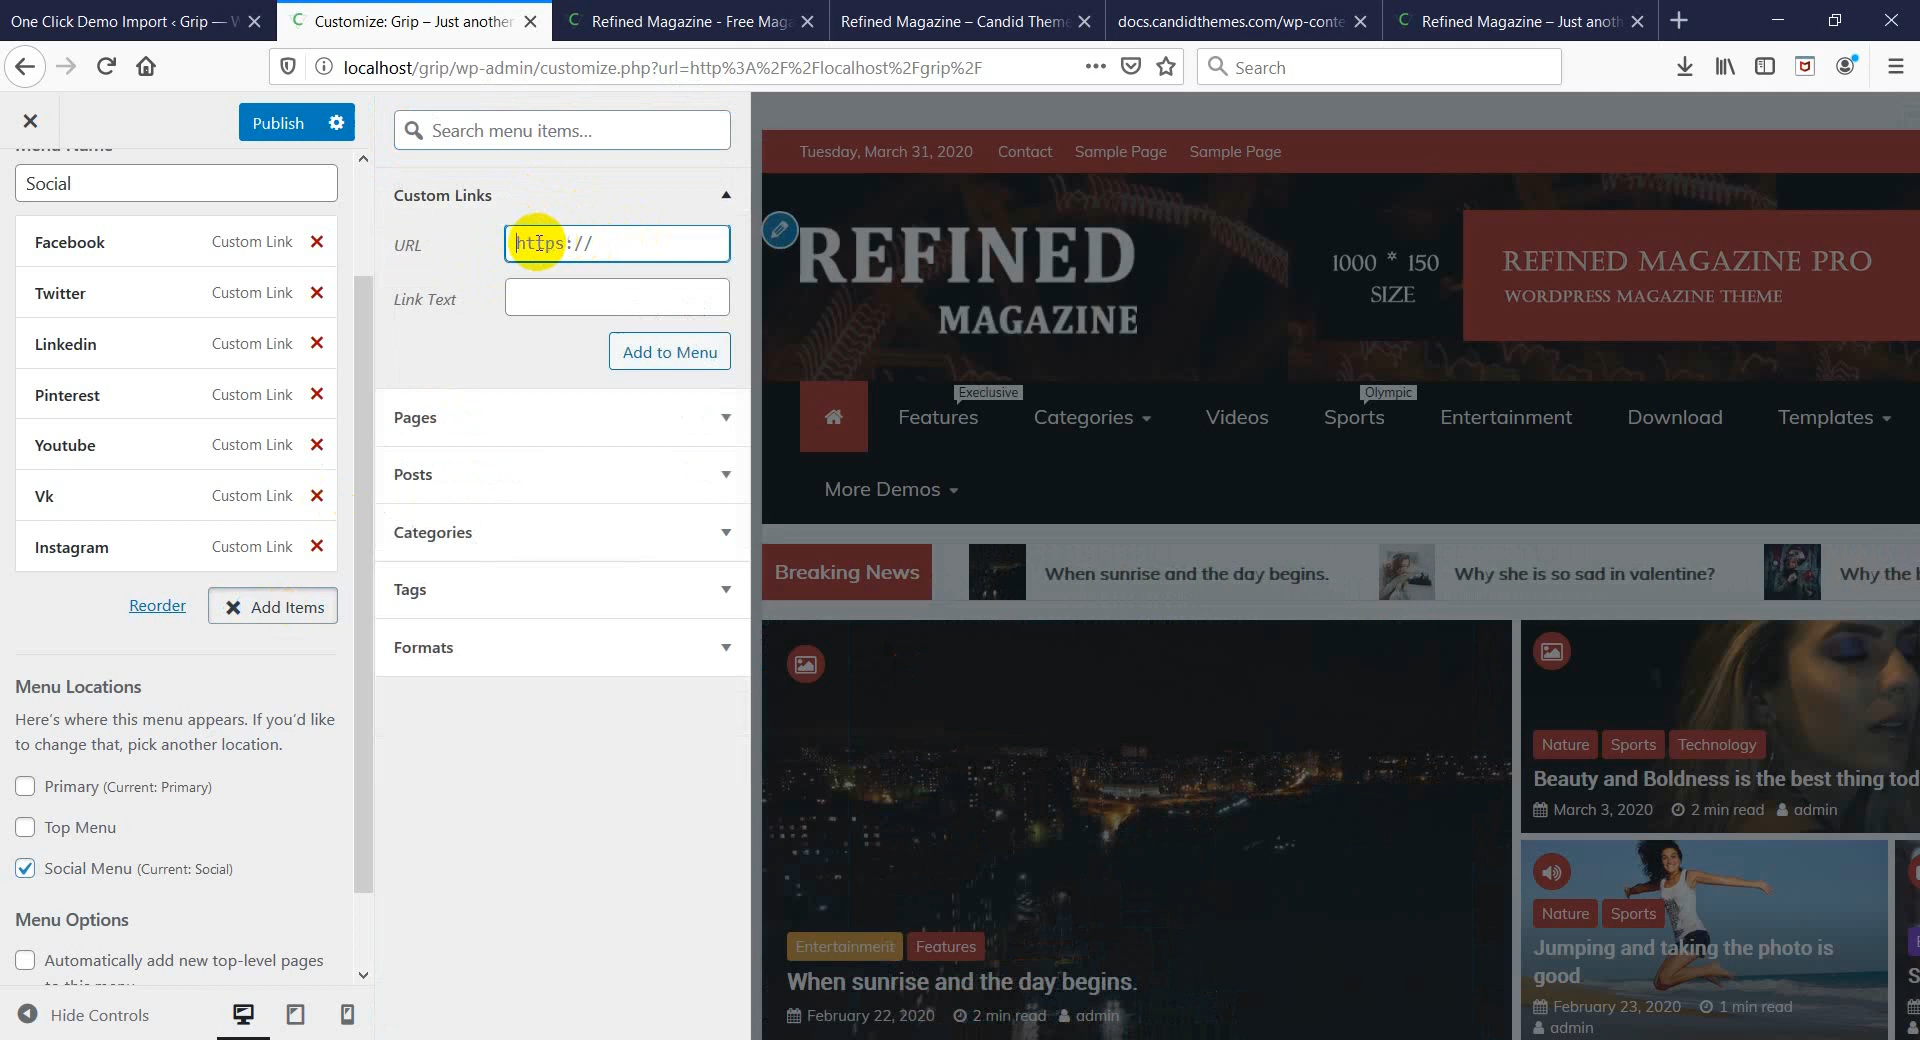 One Click Demo Import ‹ Grip — W
Customize: Grip – Just another
Refined Magazine - Free Maga
Refined Magazine – Candid Theme
docs.candidthemes.com/wp-conte
Refined Magazine – Just anoth
localhost/grip/wp-admin/customize.php?url=http%3A%2F%2Flocalhost%2Fgrip%2F
Search
Publish
Menu Name
Social
Facebook Custom Link
Twitter Custom Link
Linkedin Custom Link
Pinterest Custom Link
Youtube Custom Link
Vk Custom Link
Instagram Custom Link
Reorder
Add Items
Menu Locations
Here's where this menu appears. If you'd like
to change that, pick another location.
Primary (Current: Primary)
Top Menu
Social Menu (Current: Social)
Menu Options
Automatically add new top-level pages
to this menu
Hide Controls
Search menu items...
Custom Links
URL
https://
Link Text
Add to Menu
Pages
Posts
Categories
Tags
Formats
Tuesday, March 31, 2020 Contact Sample Page Sample Page
REFINED
MAGAZINE
1000 * 150
SIZE
REFINED MAGAZINE PRO
WORDPRESS MAGAZINE THEME
Execlusive
Olympic
Features Categories Videos Sports Entertainment Download Templates
More Demos
Breaking News
When sunrise and the day begins.
Why she is so sad in valentine?
Why the b
Entertainment Features
When sunrise and the day begins.
February 22, 2020 2 min read admin
Nature Sports Technology
Beauty and Boldness is the best thing tod
March 3, 2020 2 min read admin
Nature Sports
Jumping and taking the photo is
good
February 23, 2020 1 min read
admin
E
S